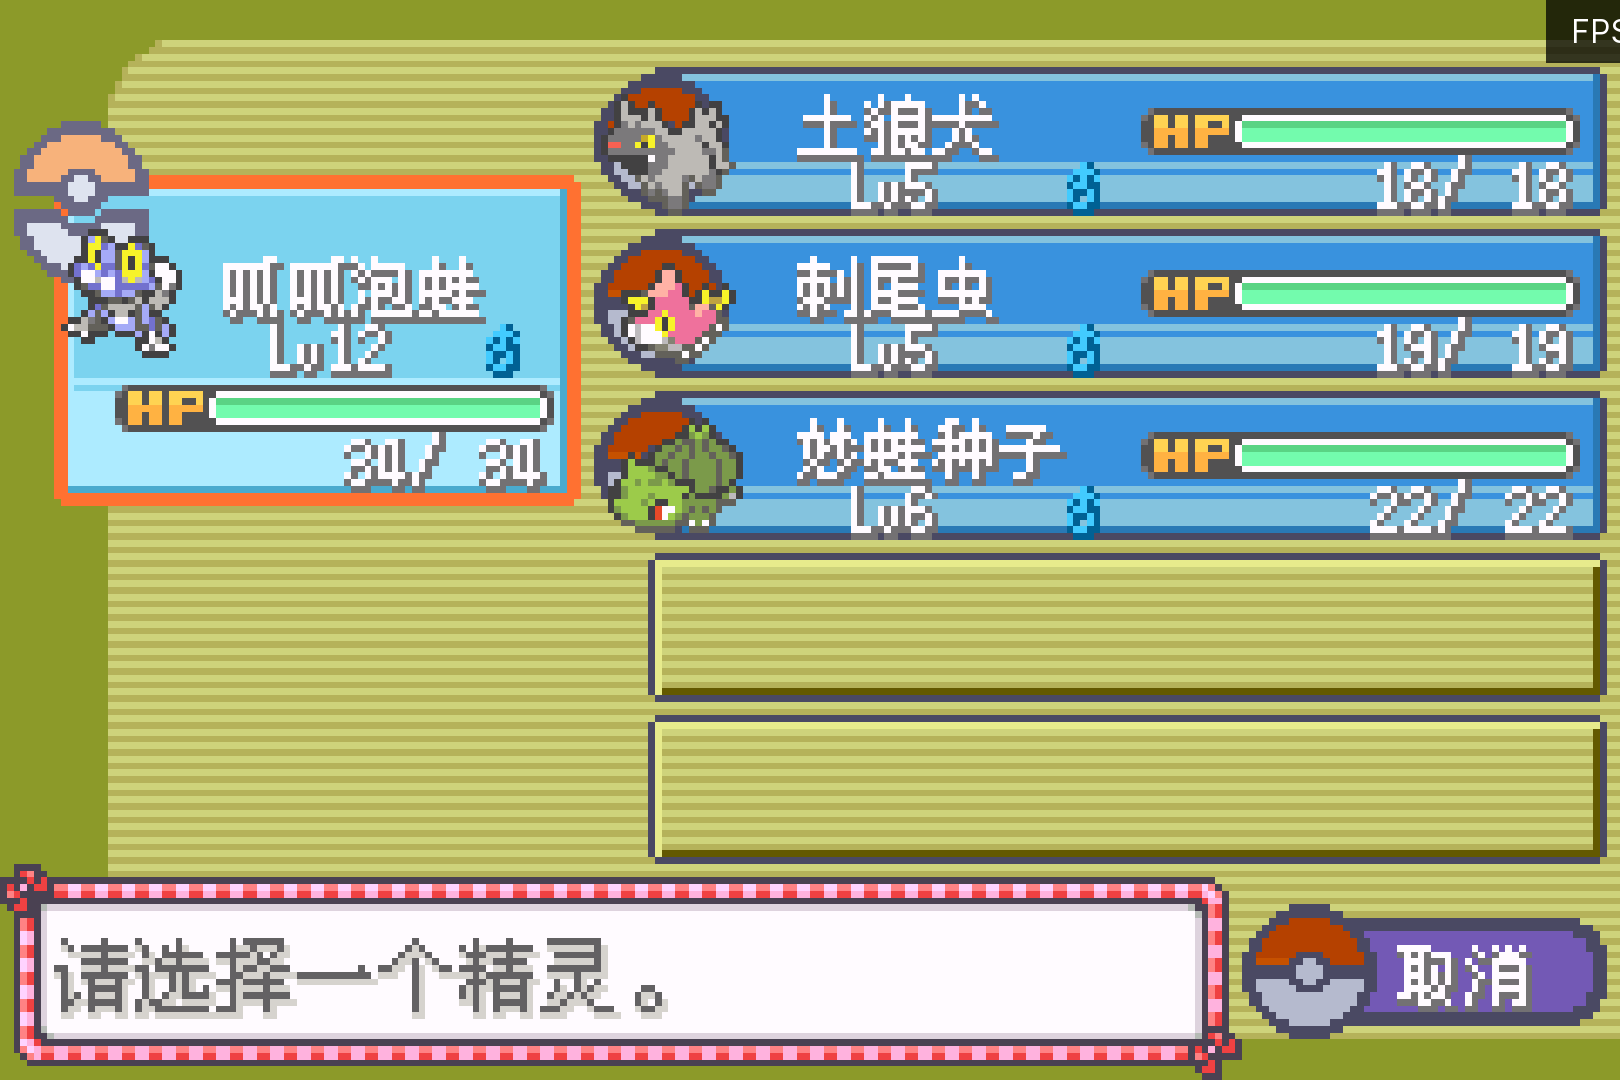 FPS
土狼犬
HP
Lv5 ♂ 18/ 18
呱呱泡蛙
Lv12 ♂
HP
34/ 34
刺尾虫
HP
Lv5 ♂ 19/ 19
妙蛙种子
HP
Lv6 ♂ 22/ 22
请选择一个精灵。
取消